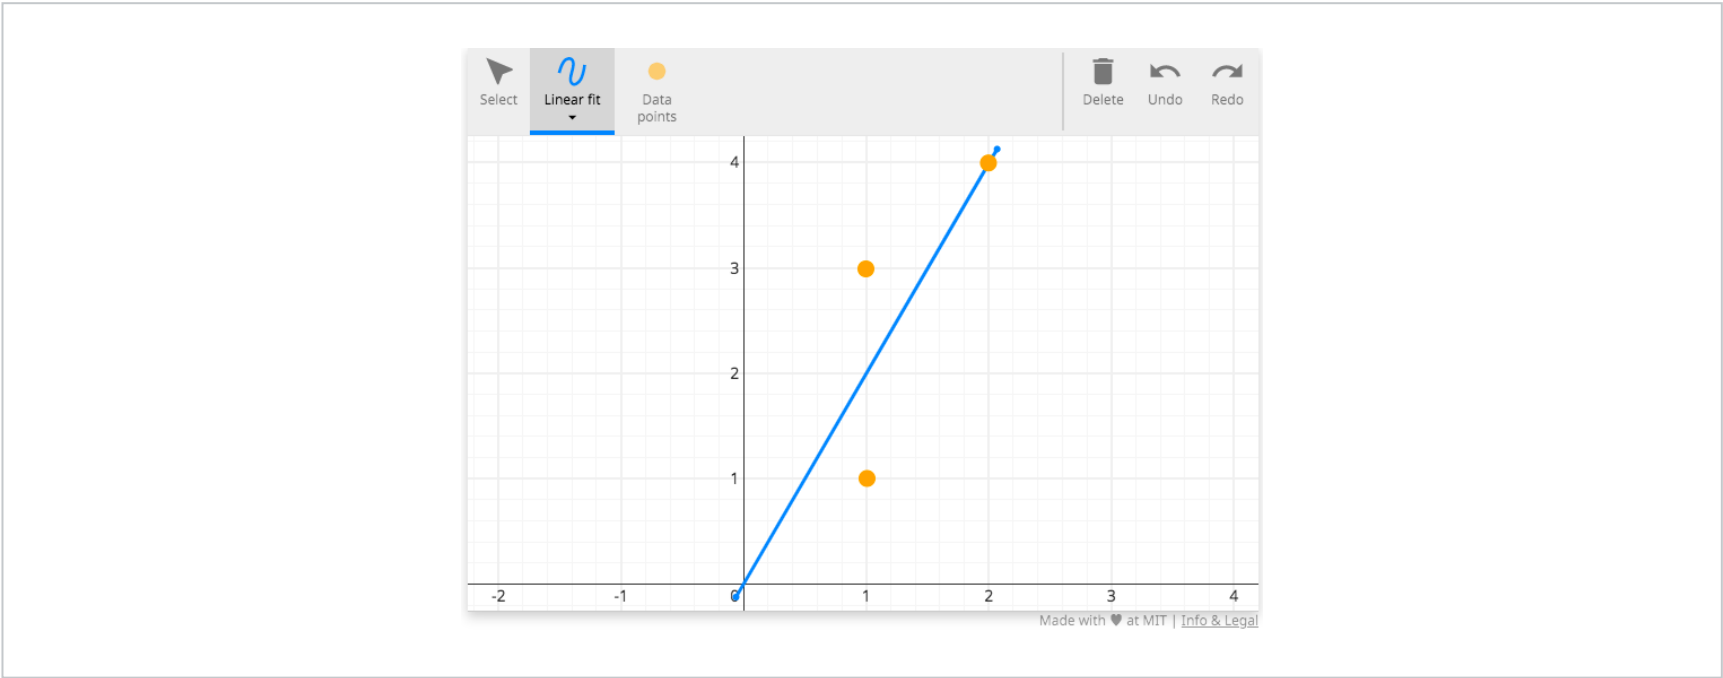 Select
Linear fit
Data
points
Delete
Undo
Redo
4
3
2
1
-2 -1 0 1 2 3 4
Made with ♥ at MIT | Info & Legal